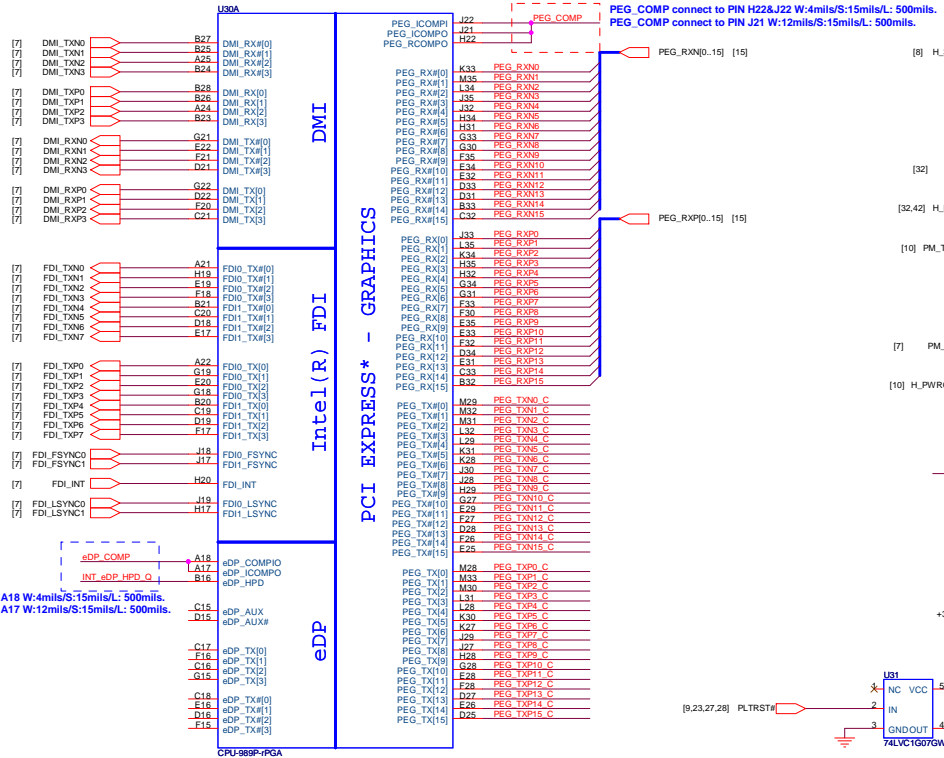 U30A
PEG_COMP connect to PIN H22&J22 W:4mils/S:15mils/L: 500mils.
PEG_COMP connect to PIN J21 W:12mils/S:15mils/L: 500mils.
PEG_ICOMPI J22 PEG_COMP
PEG_ICOMPO J21
PEG_RCOMPO H22
[7] DMI_TXN0 B27 DMI_RX#[0]
[7] DMI_TXN1 B25 DMI_RX#[1]
[7] DMI_TXN2 A25 DMI_RX#[2]
[7] DMI_TXN3 B24 DMI_RX#[3]
[7] DMI_TXP0 B28 DMI_RX[0]
[7] DMI_TXP1 B26 DMI_RX[1]
[7] DMI_TXP2 A24 DMI_RX[2]
[7] DMI_TXP3 B23 DMI_RX[3]
[7] DMI_RXN0 G21 DMI_TX#[0]
[7] DMI_RXN1 E22 DMI_TX#[1]
[7] DMI_RXN2 F21 DMI_TX#[2]
[7] DMI_RXN3 D21 DMI_TX#[3]
[7] DMI_RXP0 G22 DMI_TX[0]
[7] DMI_RXP1 D22 DMI_TX[1]
[7] DMI_RXP2 F20 DMI_TX[2]
[7] DMI_RXP3 C21 DMI_TX[3]
DMI
[7] FDI_TXN0 A21 FDI0_TX#[0]
[7] FDI_TXN1 H19 FDI0_TX#[1]
[7] FDI_TXN2 E19 FDI0_TX#[2]
[7] FDI_TXN3 F18 FDI0_TX#[3]
[7] FDI_TXN4 B21 FDI1_TX#[0]
[7] FDI_TXN5 C20 FDI1_TX#[1]
[7] FDI_TXN6 D18 FDI1_TX#[2]
[7] FDI_TXN7 E17 FDI1_TX#[3]
[7] FDI_TXP0 A22 FDI0_TX[0]
[7] FDI_TXP1 G19 FDI0_TX[1]
[7] FDI_TXP2 E20 FDI0_TX[2]
[7] FDI_TXP3 G18 FDI0_TX[3]
[7] FDI_TXP4 B20 FDI1_TX[0]
[7] FDI_TXP5 C19 FDI1_TX[1]
[7] FDI_TXP6 D19 FDI1_TX[2]
[7] FDI_TXP7 F17 FDI1_TX[3]
[7] FDI_FSYNC0 J18 FDI0_FSYNC
[7] FDI_FSYNC1 J17 FDI1_FSYNC
[7] FDI_INT H20 FDI_INT
[7] FDI_LSYNC0 J19 FDI0_LSYNC
[7] FDI_LSYNC1 H17 FDI1_LSYNC
Intel(R) FDI
eDP_COMP A18 eDP_COMPIO
A17 eDP_ICOMPO
INT_eDP_HPD_Q B16 eDP_HPD
A18 W:4mils/S:15mils/L: 500mils.
A17 W:12mils/S:15mils/L: 500mils.
C15 eDP_AUX
D15 eDP_AUX#
C17 eDP_TX[0]
F16 eDP_TX[1]
C16 eDP_TX[2]
G15 eDP_TX[3]
C18 eDP_TX#[0]
E16 eDP_TX#[1]
D16 eDP_TX#[2]
F15 eDP_TX#[3]
eDP
PCI EXPRESS* - GRAPHICS
PEG_RX#[0] K33 PEG_RXN0
PEG_RX#[1] M35 PEG_RXN1
PEG_RX#[2] L34 PEG_RXN2
PEG_RX#[3] J35 PEG_RXN3
PEG_RX#[4] J32 PEG_RXN4
PEG_RX#[5] H34 PEG_RXN5
PEG_RX#[6] H31 PEG_RXN6
PEG_RX#[7] G33 PEG_RXN7
PEG_RX#[8] G30 PEG_RXN8
PEG_RX#[9] F35 PEG_RXN9
PEG_RX#[10] E34 PEG_RXN10
PEG_RX#[11] E32 PEG_RXN11
PEG_RX#[12] D33 PEG_RXN12
PEG_RX#[13] D31 PEG_RXN13
PEG_RX#[14] B33 PEG_RXN14
PEG_RX#[15] C32 PEG_RXN15
PEG_RXN[0..15] [15]
PEG_RX[0] J33 PEG_RXP0
PEG_RX[1] L35 PEG_RXP1
PEG_RX[2] K34 PEG_RXP2
PEG_RX[3] H35 PEG_RXP3
PEG_RX[4] H32 PEG_RXP4
PEG_RX[5] G34 PEG_RXP5
PEG_RX[6] G31 PEG_RXP6
PEG_RX[7] F33 PEG_RXP7
PEG_RX[8] F30 PEG_RXP8
PEG_RX[9] E35 PEG_RXP9
PEG_RX[10] E33 PEG_RXP10
PEG_RX[11] F32 PEG_RXP11
PEG_RX[12] D34 PEG_RXP12
PEG_RX[13] E31 PEG_RXP13
PEG_RX[14] C33 PEG_RXP14
PEG_RX[15] B32 PEG_RXP15
PEG_RXP[0..15] [15]
PEG_TX#[0] M29 PEG_TXN0_C
PEG_TX#[1] M32 PEG_TXN1_C
PEG_TX#[2] M31 PEG_TXN2_C
PEG_TX#[3] L32 PEG_TXN3_C
PEG_TX#[4] L29 PEG_TXN4_C
PEG_TX#[5] K31 PEG_TXN5_C
PEG_TX#[6] K28 PEG_TXN6_C
PEG_TX#[7] J30 PEG_TXN7_C
PEG_TX#[8] J28 PEG_TXN8_C
PEG_TX#[9] H29 PEG_TXN9_C
PEG_TX#[10] G27 PEG_TXN10_C
PEG_TX#[11] E29 PEG_TXN11_C
PEG_TX#[12] F27 PEG_TXN12_C
PEG_TX#[13] D28 PEG_TXN13_C
PEG_TX#[14] F26 PEG_TXN14_C
PEG_TX#[15] E25 PEG_TXN15_C
PEG_TX[0] M28 PEG_TXP0_C
PEG_TX[1] M33 PEG_TXP1_C
PEG_TX[2] M30 PEG_TXP2_C
PEG_TX[3] L31 PEG_TXP3_C
PEG_TX[4] L28 PEG_TXP4_C
PEG_TX[5] K30 PEG_TXP5_C
PEG_TX[6] K27 PEG_TXP6_C
PEG_TX[7] J29 PEG_TXP7_C
PEG_TX[8] J27 PEG_TXP8_C
PEG_TX[9] H28 PEG_TXP9_C
PEG_TX[10] G28 PEG_TXP10_C
PEG_TX[11] E28 PEG_TXP11_C
PEG_TX[12] F28 PEG_TXP12_C
PEG_TX[13] D27 PEG_TXP13_C
PEG_TX[14] E26 PEG_TXP14_C
PEG_TX[15] D25 PEG_TXP15_C
CPU-989P-rPGA
[8] H_
[32]
[32,42] H_
[10] PM_
[7] PM_
[10] H_PWR
U31
1 NC VCC 5
[9,23,27,28] PLTRST# 2 IN
3 GND OUT 4
74LVC1G07GW